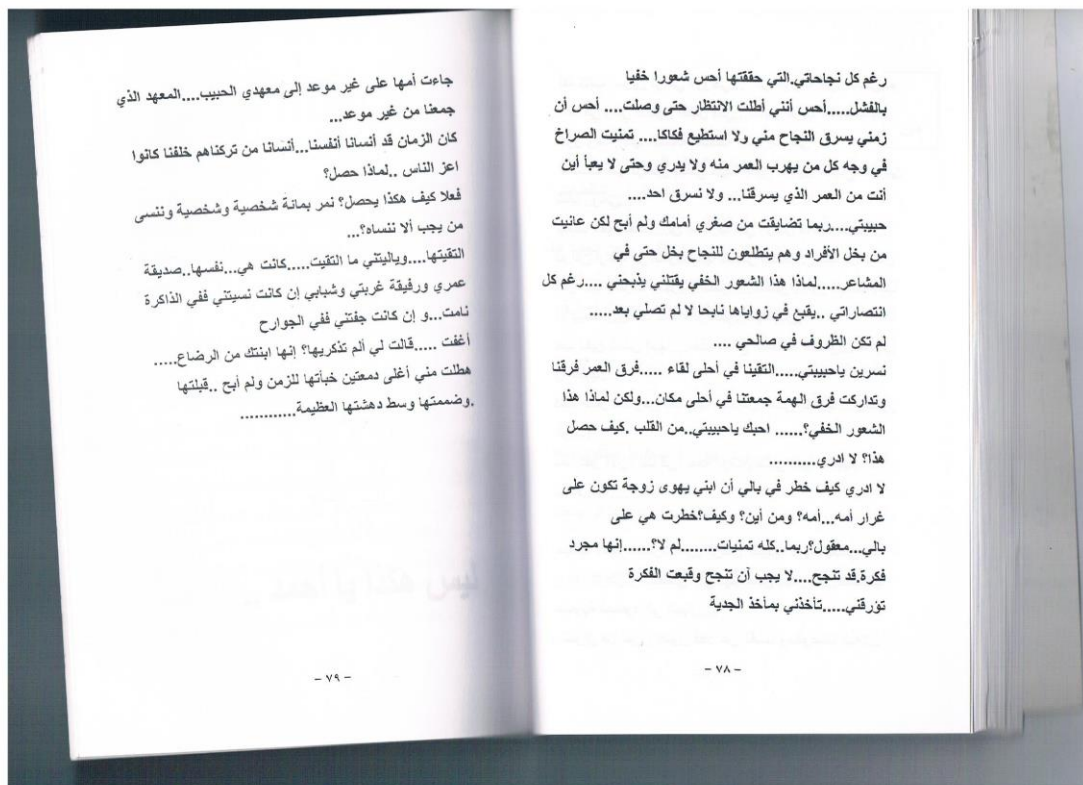 رغم كل نجاحاتي.التي حققتها أحس شعورا خفيا
بالفشل.....أحس أنني أطلت الانتظار حتى وصلت.... أحس أن
زمني يسرق النجاح مني ولا استطيع فكاكا.... تمنيت الصراخ
في وجه كل من يهرب العمر منه ولا يدري وحتى لا يعبأ أين
أنت من العمر الذي يسرقنا... ولا نسرق احد....
حبيبتي....ربما تضايقت من صغري أمامك ولم أبح لكن عانيت
من بخل الأفراد وهم يتطلعون للنجاح بخل حتى في
المشاعر.....لماذا هذا الشعور الخفي يقتلني يذبحني ....رغم كل
انتصاراتي ..يقبع في زواياها نابحا لا لم تصلي بعد.....
لم تكن الظروف في صالحي ....
نسرين ياحبيبتي.....التقينا في أحلى لقاء .....فرق العمر فرقنا
وتداركت فرق الهمة جمعتنا في أحلى مكان...ولكن لماذا هذا
الشعور الخفي؟...... احبك ياحبيبتي..من القلب .كيف حصل
هذا؟ لا ادري..........
لا ادري كيف خطر في بالي أن ابني يهوى زوجة تكون على
غرار أمه...أمه؟ ومن أين؟ وكيف؟خطرت هي على
بالي...معقول؟ربما..كله تمنيات........لم لا؟......إنها مجرد
فكرة.قد تنجح....لا يجب أن تنجح وقبعت الفكرة
تؤرقني.....تأخذني بمأخذ الجدية
- ٧٨ -
جاءت أمها على غير موعد إلى معهدي الحبيب....المعهد الذي
جمعنا من غير موعد...
كان الزمان قد أنسانا أنفسنا...أنسانا من تركناهم خلفنا كانوا
اعز الناس ..لماذا حصل؟
فعلا كيف هكذا يحصل؟ نمر بمائة شخصية وشخصية وننسى
من يجب ألا ننساه؟...
التقيتها....وياليتني ما التقيت.....كانت هي...نفسها..صديقة
عمري ورفيقة غربتي وشبابي إن كانت نسيتني ففي الذاكرة
نامت...و إن كانت جفتني ففي الجوارح
أغفت .....قالت لي ألم تذكريها؟ إنها ابنتك من الرضاع.....
هطلت مني أغلى دمعتين خبأتها للزمن ولم أبح ..قبلتها
.وضممتها وسط دهشتها العظيمة............
- ٧٩ -